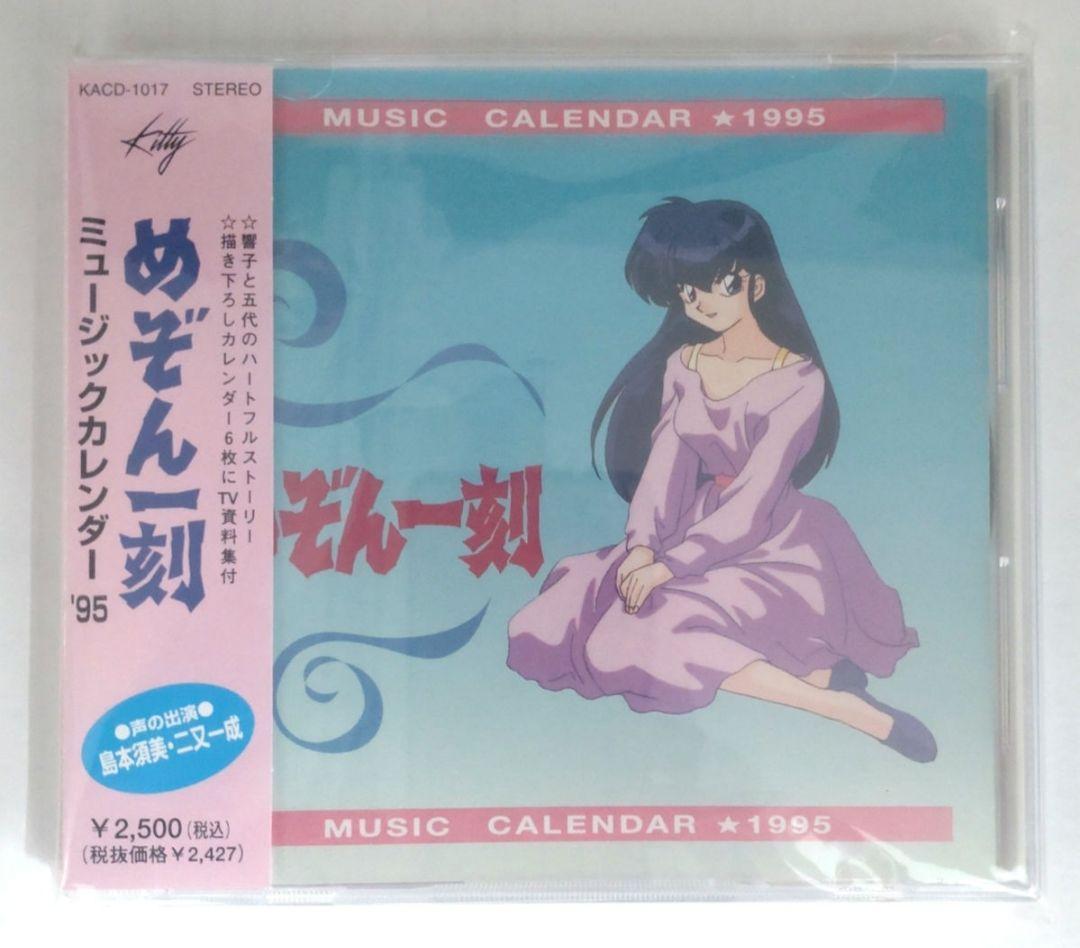 KACD-1017 STEREO
Kitty
☆響子と五代のハートフルストーリー
☆描き下ろしカレンダー6枚にTV資料集付
めぞん一刻
ミュージックカレンダー'95
●声の出演●
島本須美・二又一成
¥2,500(税込)
(税抜価格¥2,427)
MUSIC CALENDAR ★1995
ぞん一刻
MUSIC CALENDAR ★1995